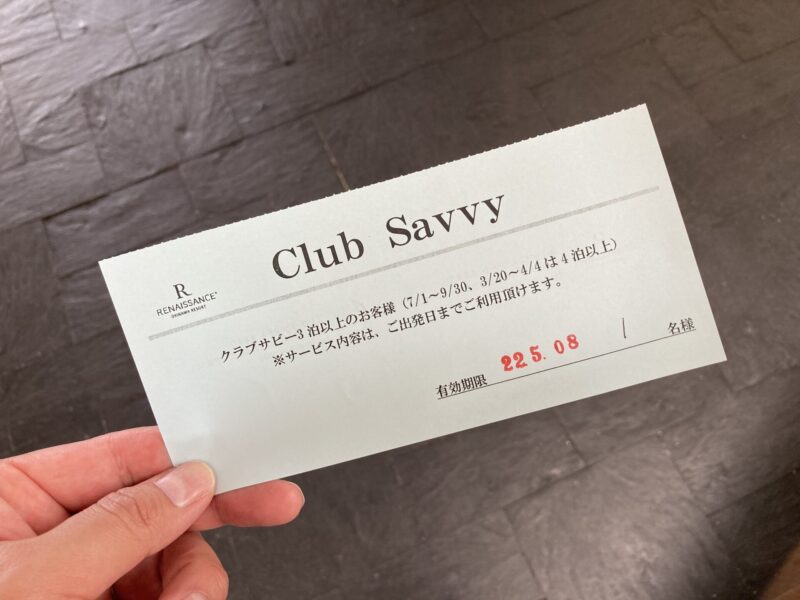 Club Savvy
R
RENAISSANCE
OKINAWA RESORT
クラブサビー3泊以上のお客様（7/1～9/30、3/20～4/4は4泊以上）
※サービス内容は、ご出発日までご利用頂けます。
有効期限 22 5. 08 / 名様